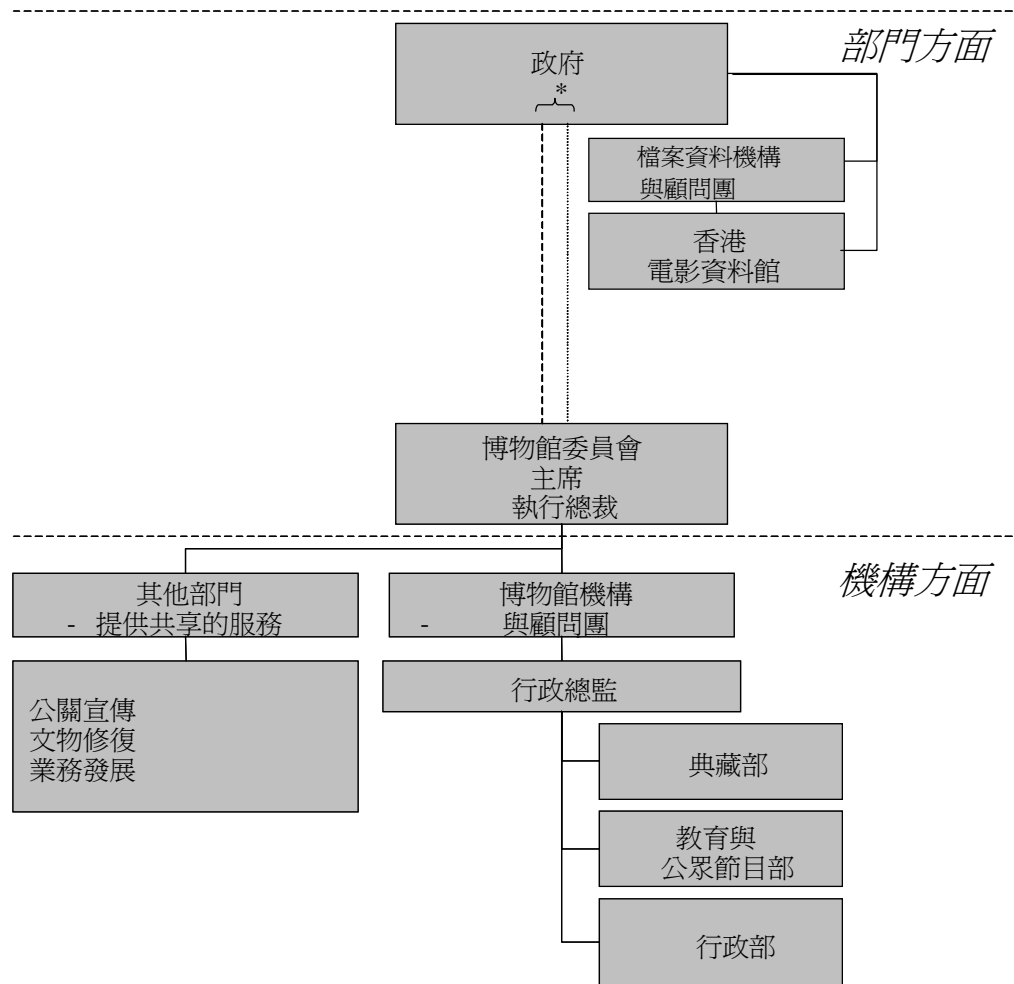 部門方面
政府
*
檔案資料機構
與顧問團
香港
電影資料館
博物館委員會
主席
執行總裁
機構方面
其他部門
- 提供共享的服務
博物館機構
- 與顧問團
公關宣傳
文物修復
業務發展
行政總監
典藏部
教育與
公眾節目部
行政部